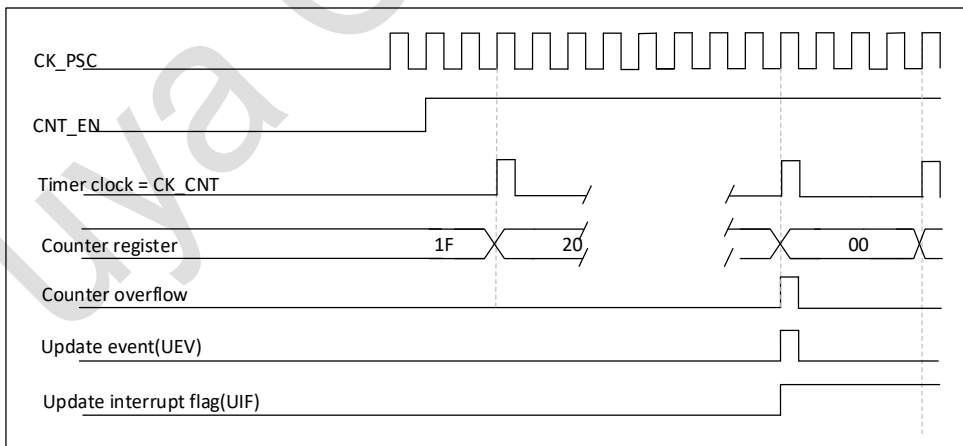 CK_PSC
CNT_EN
Timer clock = CK_CNT
Counter register 1F 20 00
Counter overflow
Update event(UEV)
Update interrupt flag(UIF)
uya